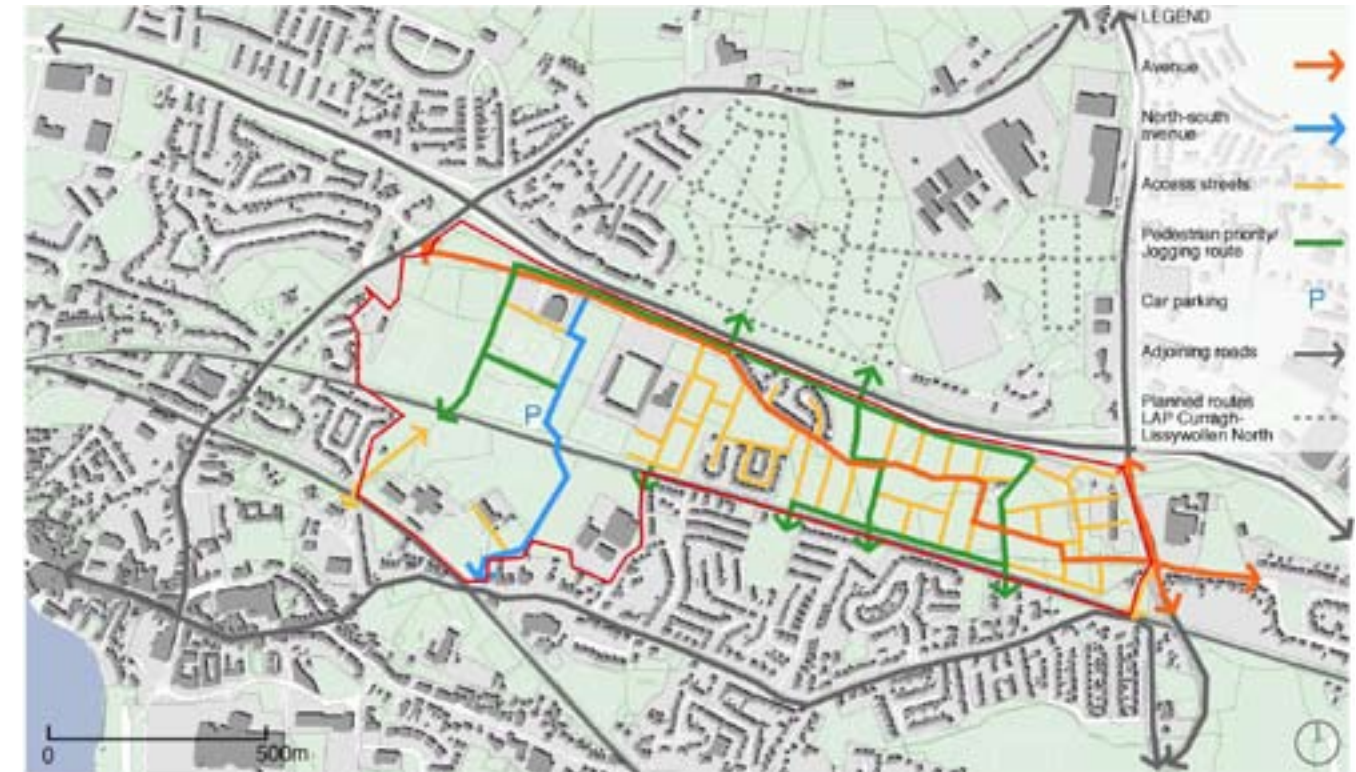 LEGEND
Avenue
North-south
avenue
Access streets
Pedestrian priority/
Jogging route
Car parking
P
Adjoining roads
Planned routes
LAP Curragh-
Lissywollen North
P
0
500m